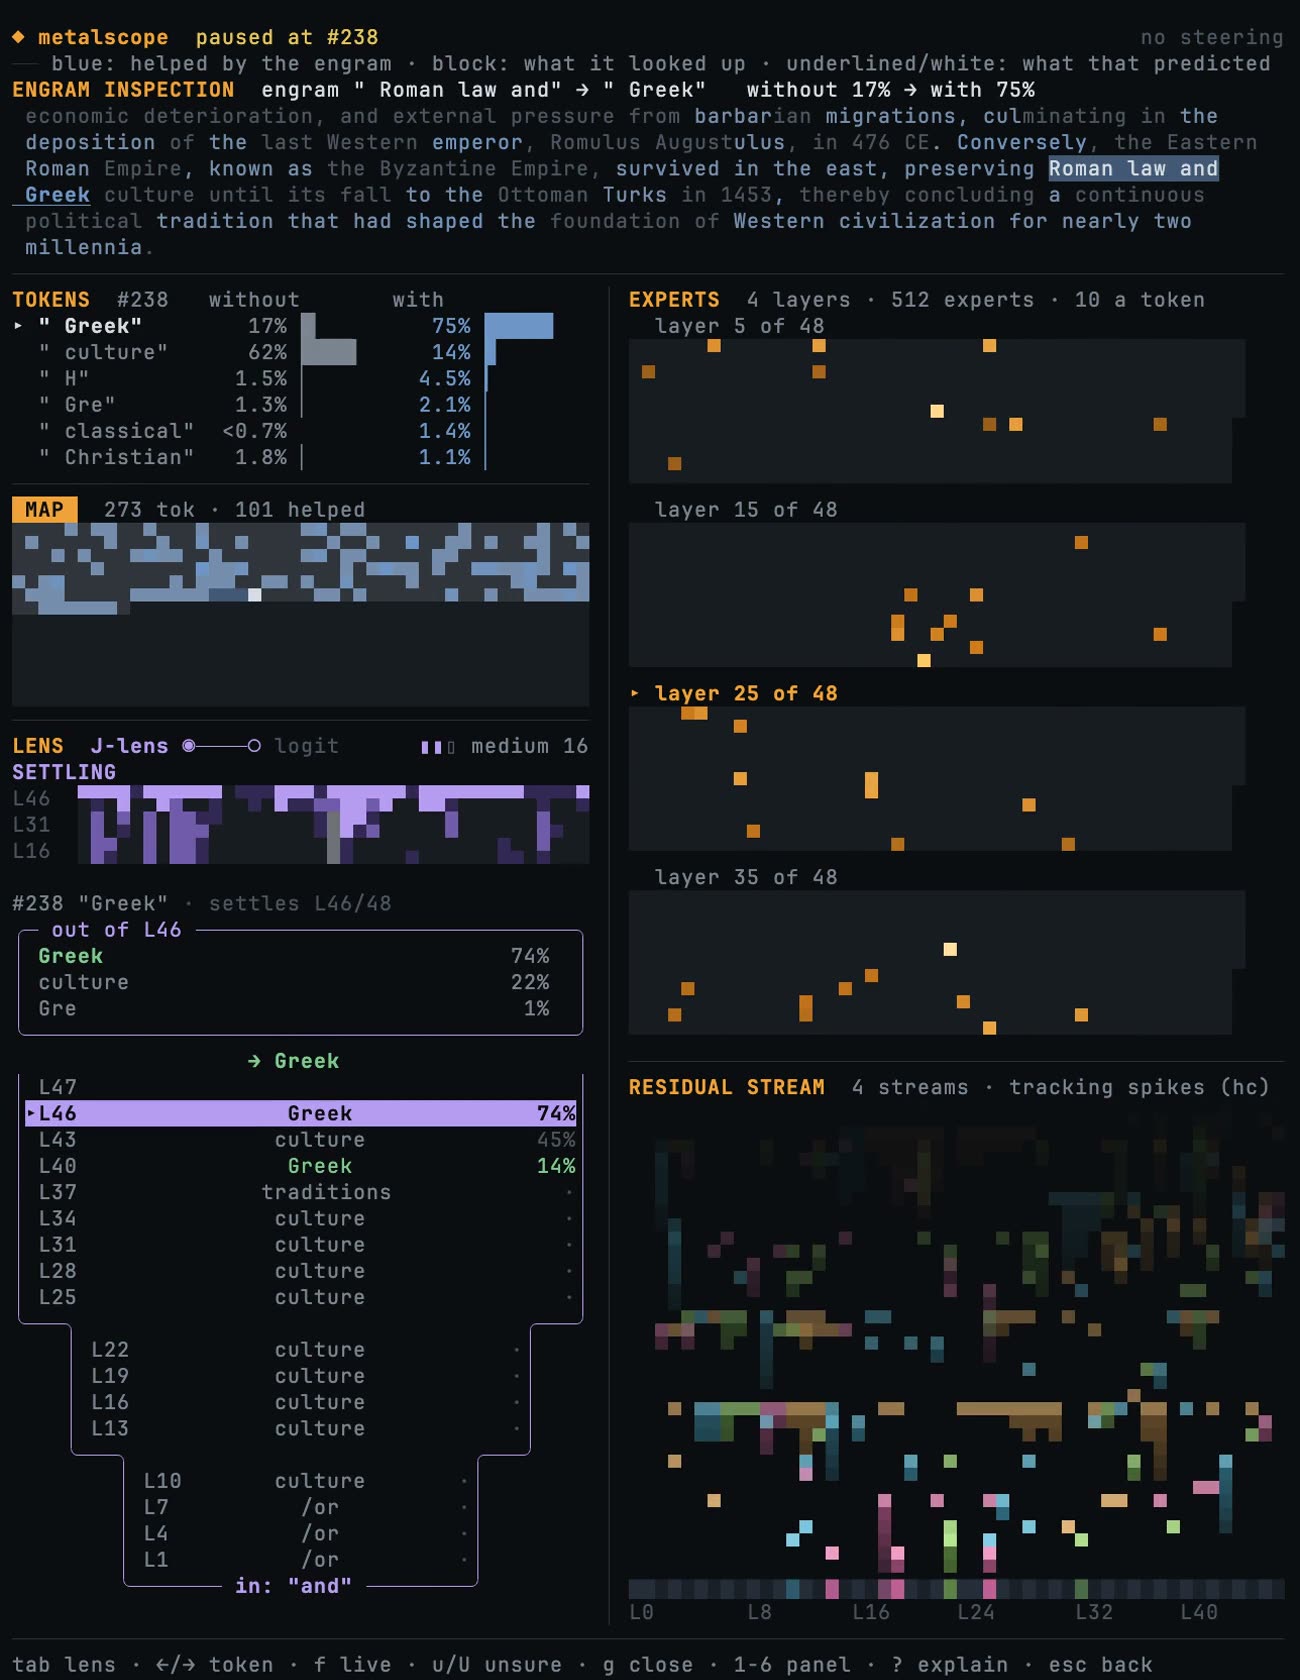 ◆ metalscope  paused at #238  no steering
── blue: helped by the engram · block: what it looked up · underlined/white: what that predicted
ENGRAM INSPECTION  engram " Roman law and" → " Greek"  without 17% → with 75%
economic deterioration, and external pressure from barbarian migrations, culminating in the
deposition of the last Western emperor, Romulus Augustulus, in 476 CE. Conversely, the Eastern
Roman Empire, known as the Byzantine Empire, survived in the east, preserving Roman law and
Greek culture until its fall to the Ottoman Turks in 1453, thereby concluding a continuous
political tradition that had shaped the foundation of Western civilization for nearly two
millennia.
TOKENS  #238  without  with
▸ " Greek"  17%  75%
" culture"  62%  14%
" H"  1.5%  4.5%
" Gre"  1.3%  2.1%
" classical"  <0.7%  1.4%
" Christian"  1.8%  1.1%
MAP  273 tok · 101 helped
LENS  J-lens ◉────○ logit  ▮▮▯ medium 16
SETTLING
L46
L31
L16
#238 "Greek" · settles L46/48
out of L46
Greek  74%
culture  22%
Gre  1%
→ Greek
L47
▸L46  Greek  74%
L43  culture  45%
L40  Greek  14%
L37  traditions  ·
L34  culture  ·
L31  culture  ·
L28  culture  ·
L25  culture  ·
L22  culture  ·
L19  culture  ·
L16  culture  ·
L13  culture  ·
L10  culture  ·
L7  /or  ·
L4  /or  ·
L1  /or  ·
in: "and"
EXPERTS  4 layers · 512 experts · 10 a token
layer 5 of 48
layer 15 of 48
▸ layer 25 of 48
layer 35 of 48
RESIDUAL STREAM  4 streams · tracking spikes (hc)
L0  L8  L16  L24  L32  L40
tab lens · ←/→ token · f live · u/U unsure · g close · 1-6 panel · ? explain · esc back